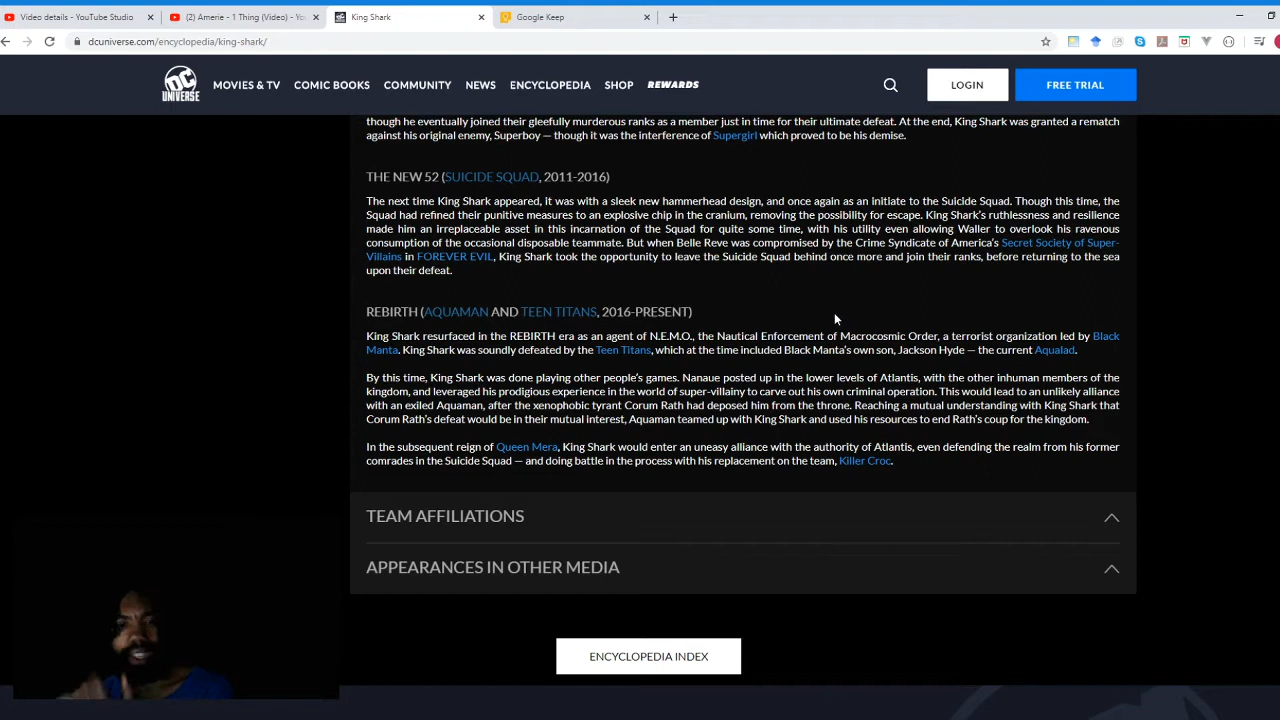 Video details - YouTube Studio
(2) Amerie - 1 Thing (Video) - Yo
King Shark
Google Keep
dcuniverse.com/encyclopedia/king-shark/
DC
UNIVERSE
MOVIES & TV
COMIC BOOKS
COMMUNITY
NEWS
ENCYCLOPEDIA
SHOP
REWARDS
LOGIN
FREE TRIAL
though he eventually joined their gleefully murderous ranks as a member just in time for their ultimate defeat. At the end, King Shark was granted a rematch
against his original enemy, Superboy — though it was the interference of Supergirl which proved to be his demise.
THE NEW 52 (SUICIDE SQUAD, 2011-2016)
The next time King Shark appeared, it was with a sleek new hammerhead design, and once again as an initiate to the Suicide Squad. Though this time, the
Squad had refined their punitive measures to an explosive chip in the cranium, removing the possibility for escape. King Shark's ruthlessness and resilience
made him an irreplaceable asset in this incarnation of the Squad for quite some time, with his utility even allowing Waller to overlook his ravenous
consumption of the occasional disposable teammate. But when Belle Reve was compromised by the Crime Syndicate of America's Secret Society of Super-
Villains in FOREVER EVIL, King Shark took the opportunity to leave the Suicide Squad behind once more and join their ranks, before returning to the sea
upon their defeat.
REBIRTH (AQUAMAN AND TEEN TITANS, 2016-PRESENT)
King Shark resurfaced in the REBIRTH era as an agent of N.E.M.O., the Nautical Enforcement of Macrocosmic Order, a terrorist organization led by Black
Manta. King Shark was soundly defeated by the Teen Titans, which at the time included Black Manta's own son, Jackson Hyde — the current Aqualad.
By this time, King Shark was done playing other people's games. Nanaue posted up in the lower levels of Atlantis, with the other inhuman members of the
kingdom, and leveraged his prodigious experience in the world of super-villainy to carve out his own criminal operation. This would lead to an unlikely alliance
with an exiled Aquaman, after the xenophobic tyrant Corum Rath had deposed him from the throne. Reaching a mutual understanding with King Shark that
Corum Rath's defeat would be in their mutual interest, Aquaman teamed up with King Shark and used his resources to end Rath's coup for the kingdom.
In the subsequent reign of Queen Mera, King Shark would enter an uneasy alliance with the authority of Atlantis, even defending the realm from his former
comrades in the Suicide Squad — and doing battle in the process with his replacement on the team, Killer Croc.
TEAM AFFILIATIONS
APPEARANCES IN OTHER MEDIA
ENCYCLOPEDIA INDEX